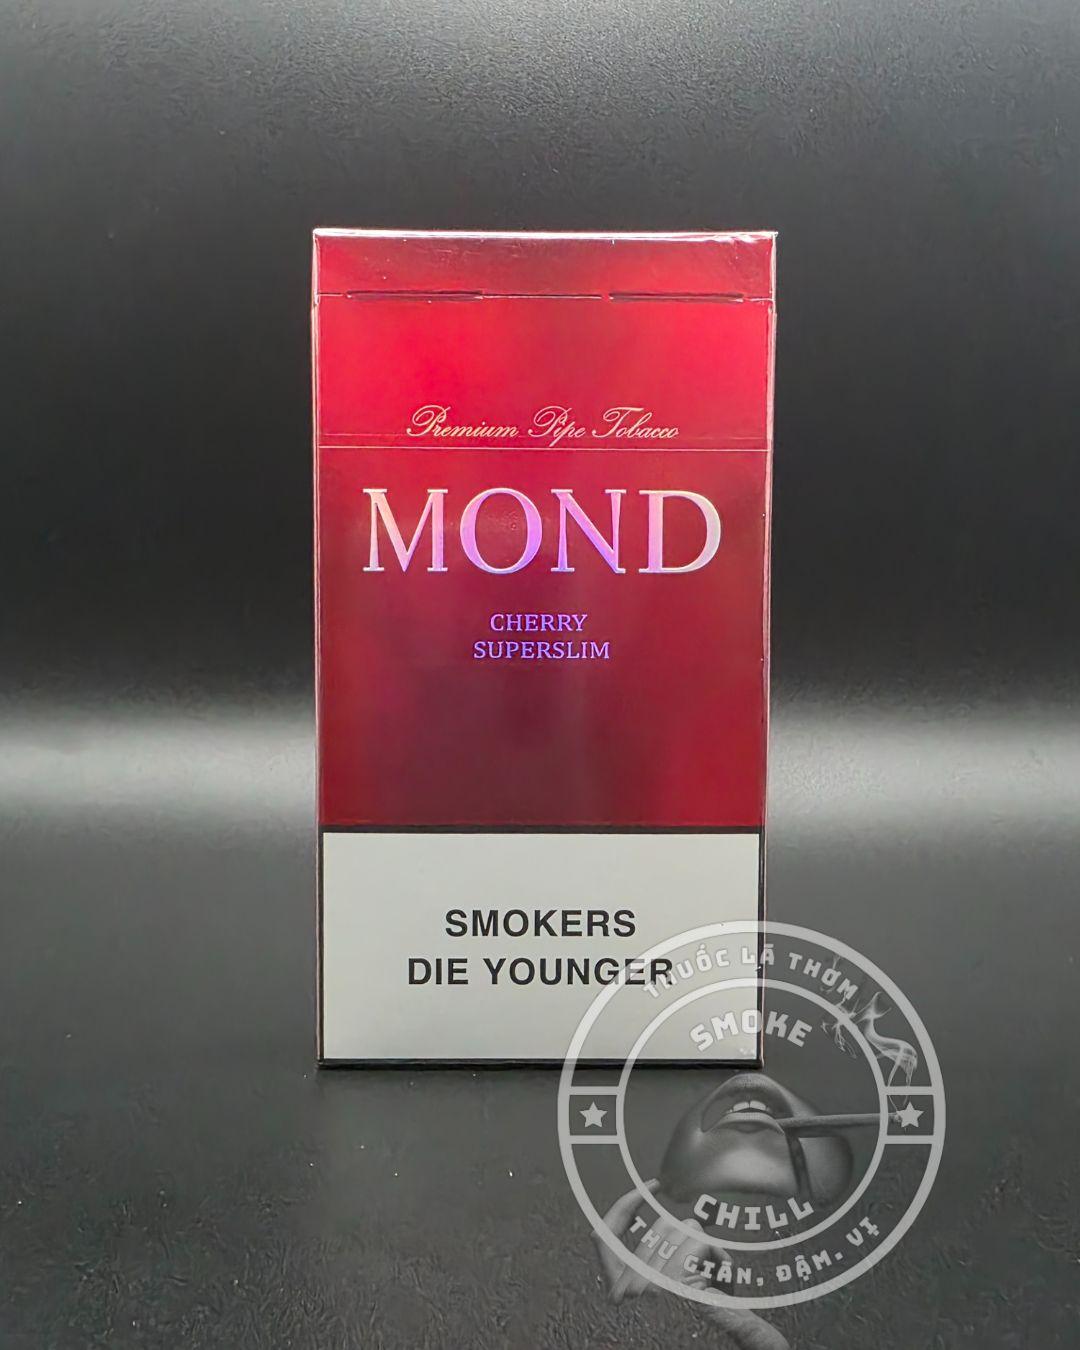 Premium Pipe Tobacco
MOND
CHERRY
SUPERSLIM
SMOKERS
DIE YOUNGER
THUỐC LÁ THƠM
SMOKE
CHILL
THƯ GIÃN, ĐẬM. VỊ